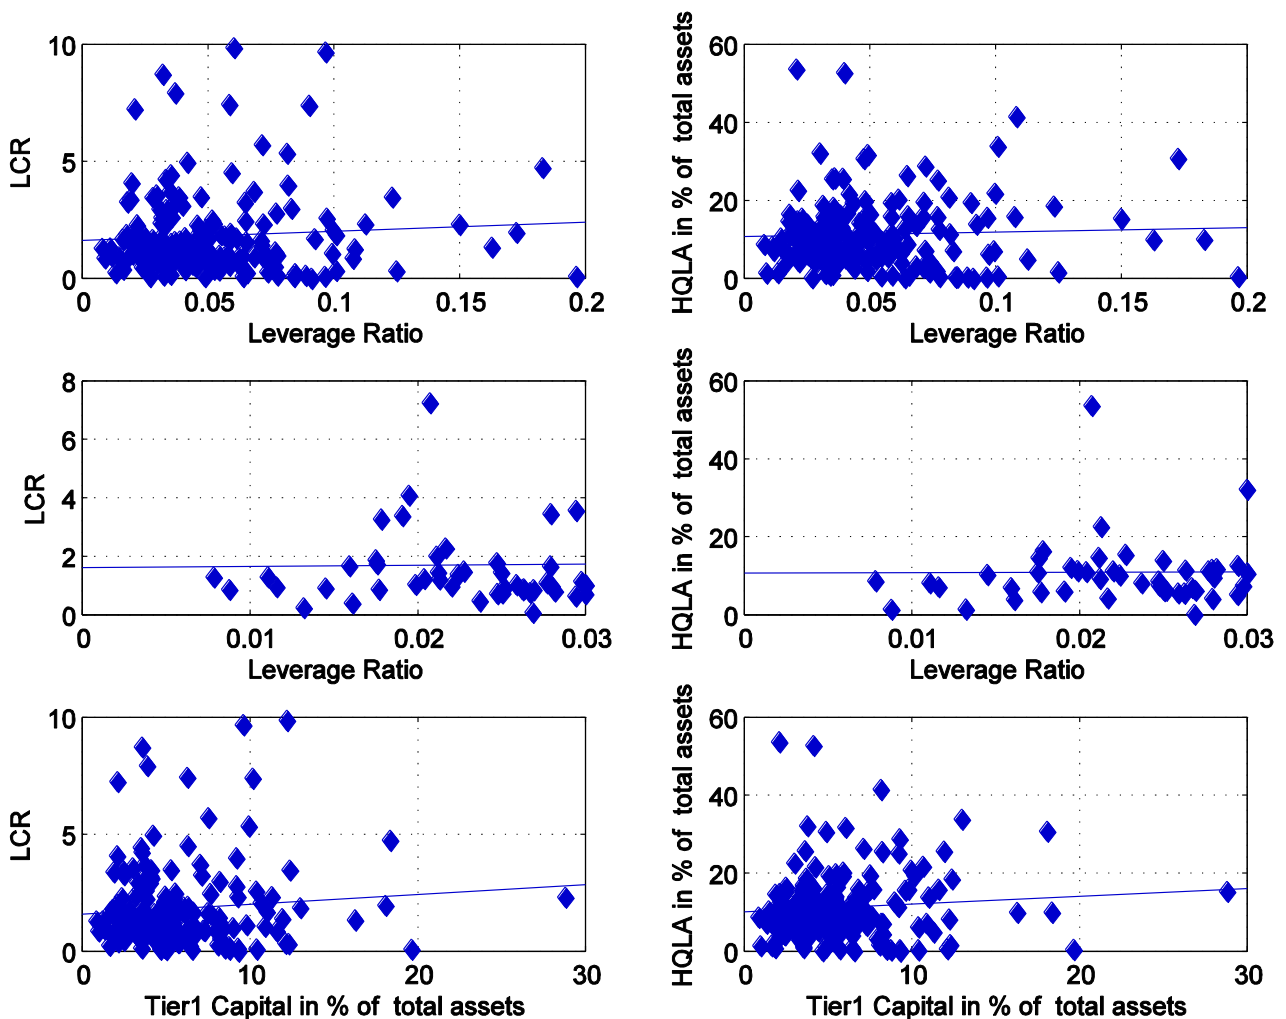 10
5
0
LCR
0 0.05 0.1 0.15 0.2
Leverage Ratio
60
40
20
0
HQLA in % of total assets
0 0.05 0.1 0.15 0.2
Leverage Ratio
8
6
4
2
0
LCR
0 0.01 0.02 0.03
Leverage Ratio
60
40
20
0
HQLA in % of total assets
0 0.01 0.02 0.03
Leverage Ratio
10
5
0
LCR
0 10 20 30
Tier1 Capital in % of total assets
60
40
20
0
HQLA in % of total assets
0 10 20 30
Tier1 Capital in % of total assets